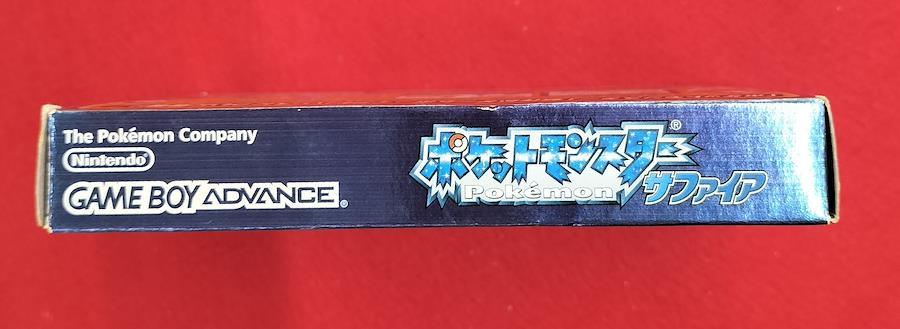 The Pokémon Company
Nintendo
GAME BOY ADVANCE
ポケットモンスター®
Pokémon
サファイア